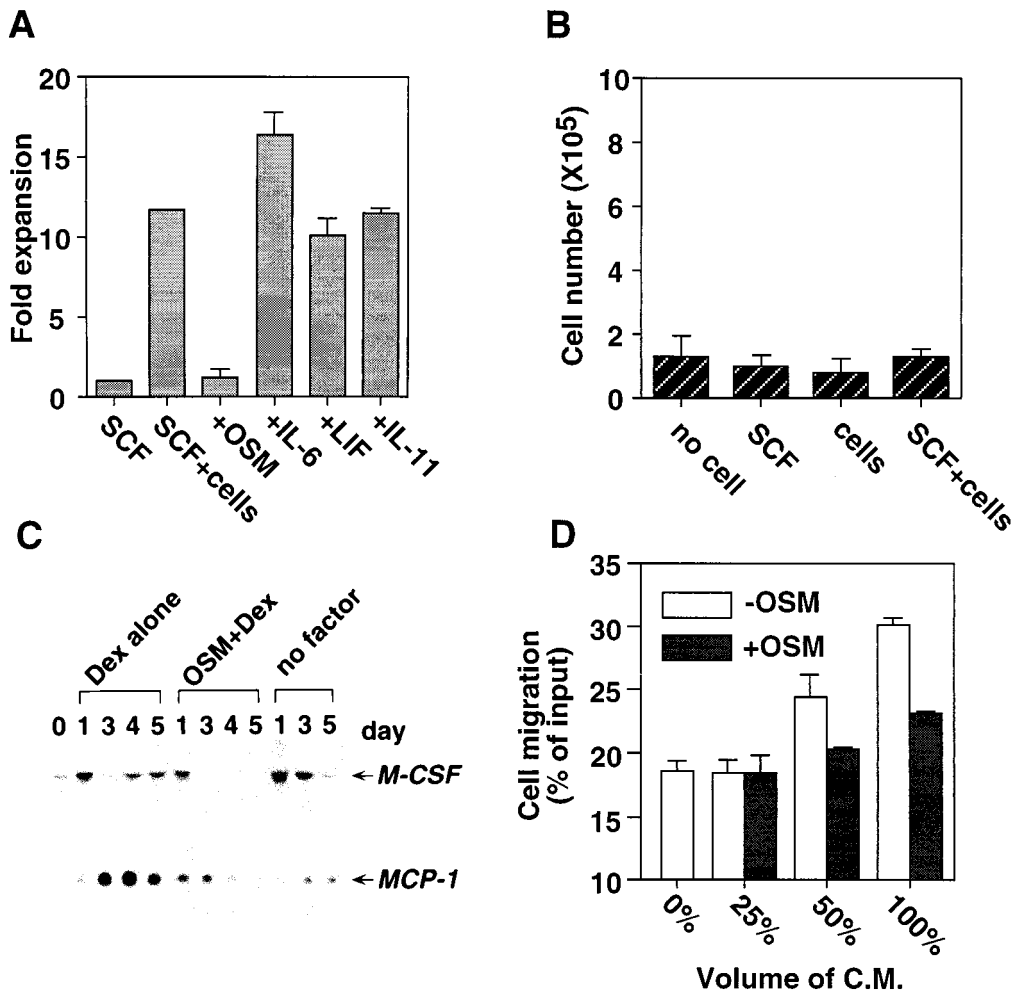 A
20
15
10
5
0
Fold expansion
SCF
SCF+cells
+OSM
+IL-6
+LIF
+IL-11
B
10
8
6
4
2
0
Cell number (X10⁵)
no cell
SCF
cells
SCF+cells
C
Dex alone
OSM+Dex
no factor
0 1 3 4 5 1 3 4 5 1 3 5 day
←M-CSF
←MCP-1
D
35
30
25
20
15
10
Cell migration
(% of input)
-OSM
+OSM
0%
25%
50%
100%
Volume of C.M.